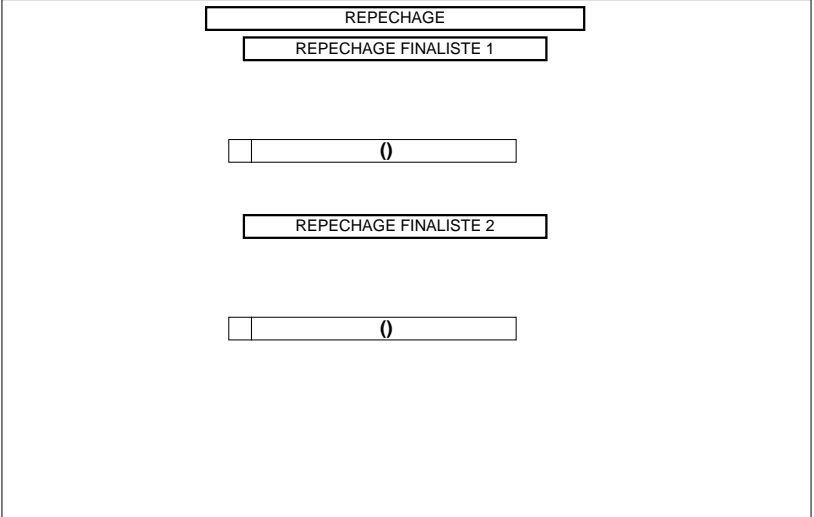 REPECHAGE
REPECHAGE FINALISTE 1
()
REPECHAGE FINALISTE 2
()